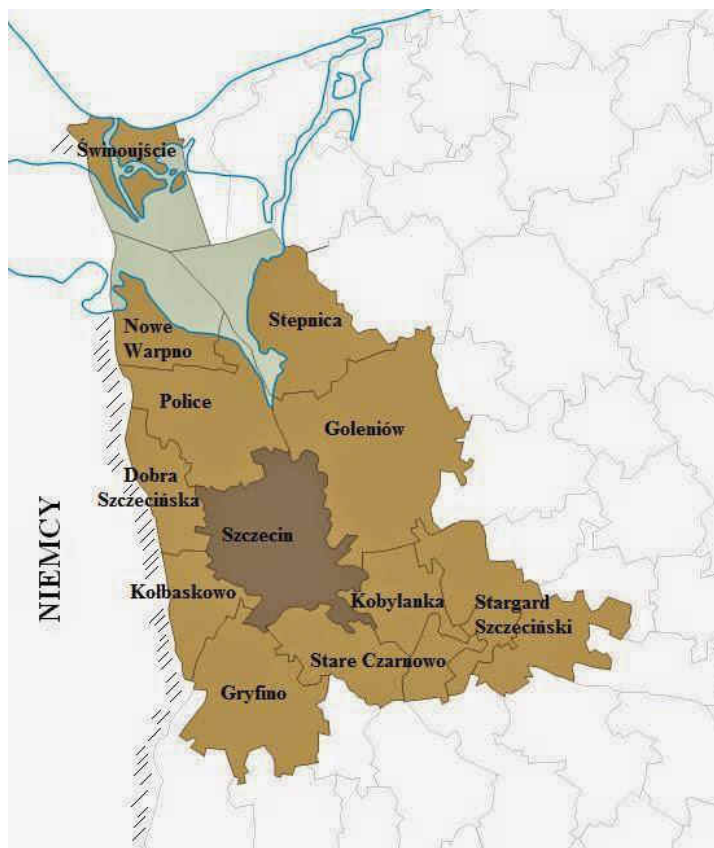 Świnoujście
Stepnica
Nowe
Warpno
Police
Goleniów
Dobra
Szczecińska
NIEMCY
Szczecin
Kołbaskowo
Kobylanka
Stargard
Szczeciński
Stare Czarnowo
Gryfino